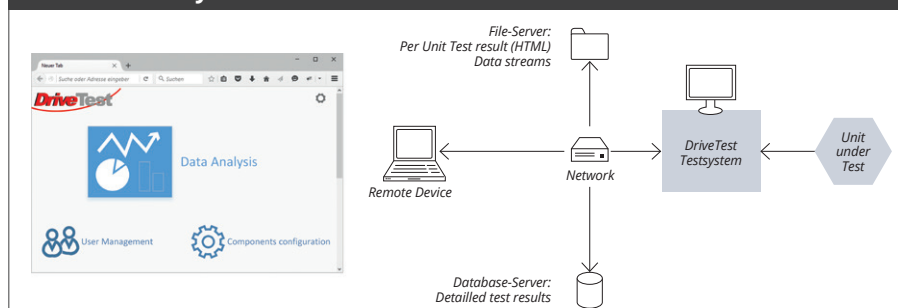 Neuer Tab
Suche oder Adresse eingeben
Suchen
DriveTest
Data Analysis
User Management
Components configuration
File-Server:
Per Unit Test result (HTML)
Data streams
Remote Device
Network
DriveTest
Testsystem
Unit
under
Test
Database-Server:
Detailled test results